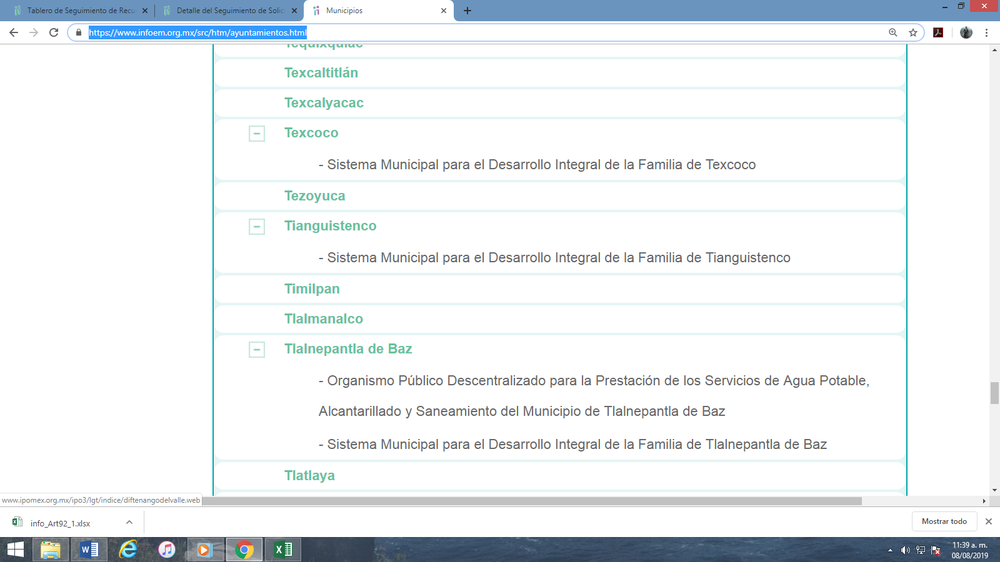 Tablero de Seguimiento de Recu
Detalle del Seguimiento de Solic
Municipios
https://www.infoem.org.mx/src/htm/ayuntamientos.html
Tequixquiac
Texcaltitlán
Texcalyacac
Texcoco
- Sistema Municipal para el Desarrollo Integral de la Familia de Texcoco
Tezoyuca
Tianguistenco
- Sistema Municipal para el Desarrollo Integral de la Familia de Tianguistenco
Timilpan
Tlalmanalco
Tlalnepantla de Baz
- Organismo Público Descentralizado para la Prestación de los Servicios de Agua Potable,
Alcantarillado y Saneamiento del Municipio de Tlalnepantla de Baz
- Sistema Municipal para el Desarrollo Integral de la Familia de Tlalnepantla de Baz
Tlatlaya
www.ipomex.org.mx/ipo3/lgt/indice/diftenangodelvalle.web
info_Art92_1.xlsx
Mostrar todo
11:39 a. m.
08/08/2019